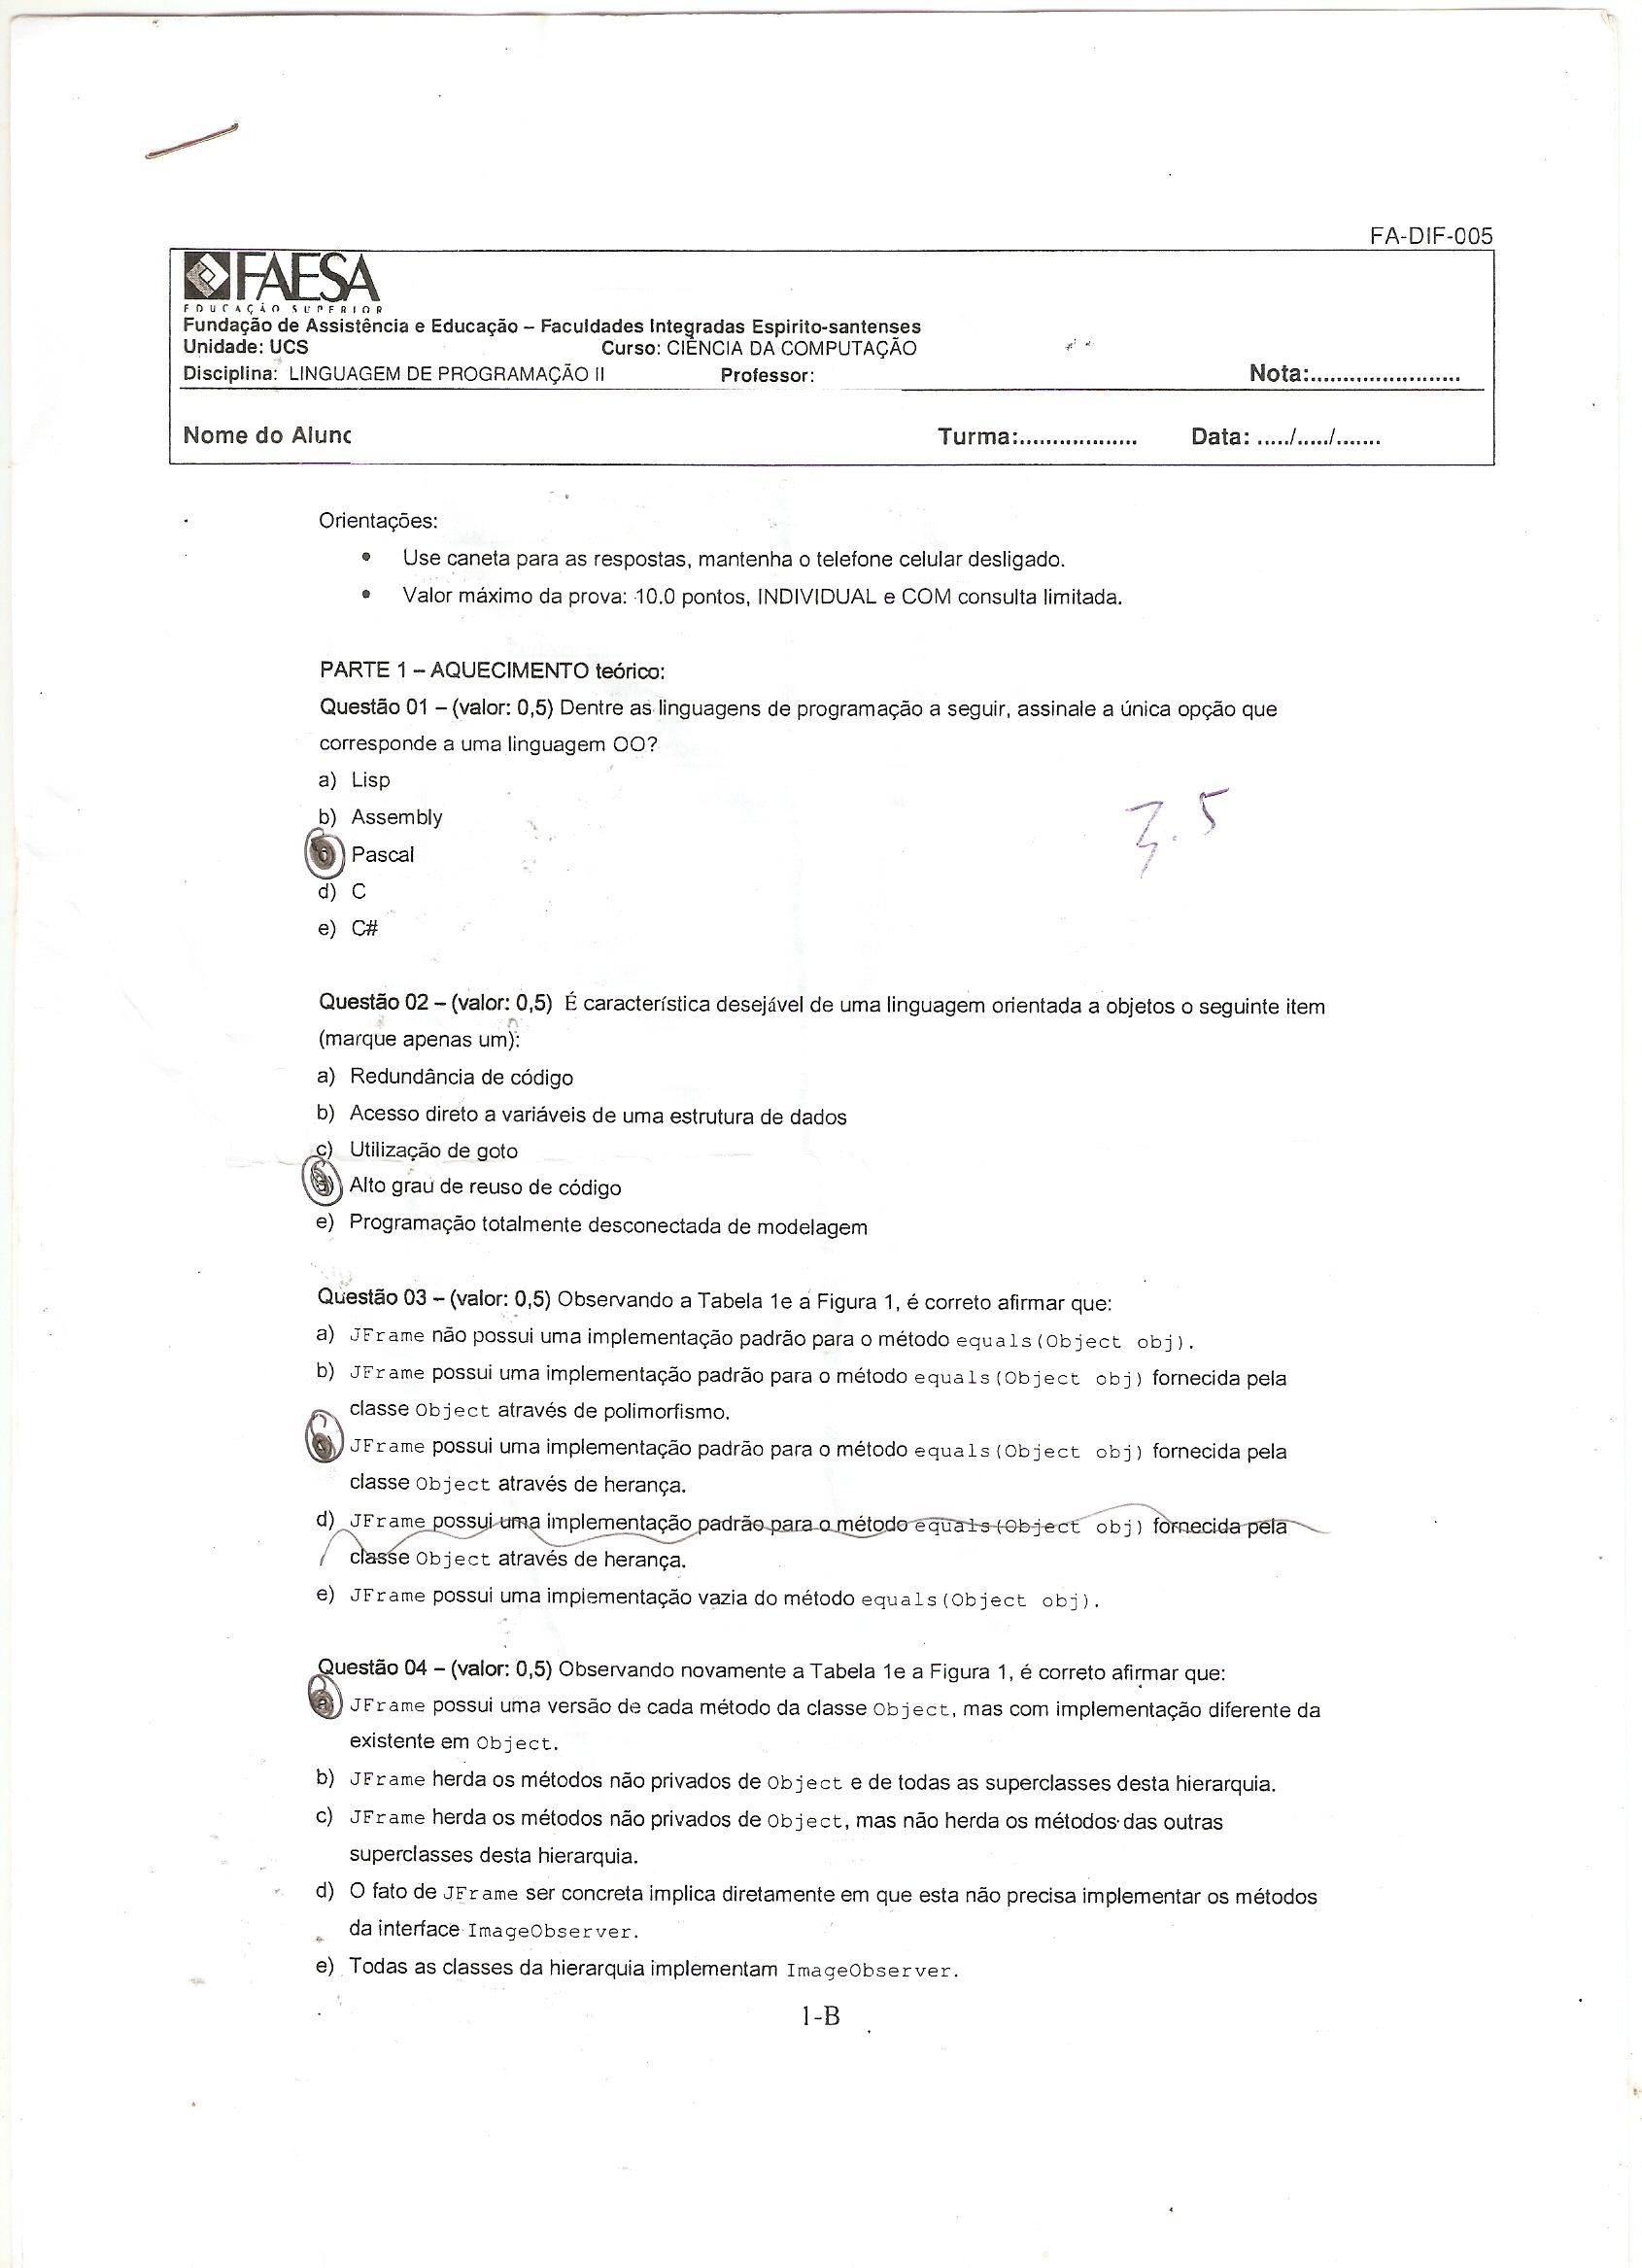 FA-DIF-005
FAESA
EDUCAÇÃO SUPERIOR
Fundação de Assistência e Educação – Faculdades Integradas Espirito-santenses
Unidade: UCS Curso: CIÊNCIA DA COMPUTAÇÃO
Disciplina: LINGUAGEM DE PROGRAMAÇÃO II Professor: Nota:.......................
Nome do Alunc Turma:.................. Data: ...../...../.......
Orientações:
• Use caneta para as respostas, mantenha o telefone celular desligado.
• Valor máximo da prova: 10.0 pontos, INDIVIDUAL e COM consulta limitada.
PARTE 1 – AQUECIMENTO teórico:
Questão 01 – (valor: 0,5) Dentre as linguagens de programação a seguir, assinale a única opção que
corresponde a uma linguagem OO?
a) Lisp
b) Assembly
Pascal
d) C
e) C#
3.5
Questão 02 – (valor: 0,5) É característica desejável de uma linguagem orientada a objetos o seguinte item
(marque apenas um):
a) Redundância de código
b) Acesso direto a variáveis de uma estrutura de dados
c) Utilização de goto
Alto grau de reuso de código
e) Programação totalmente desconectada de modelagem
Questão 03 – (valor: 0,5) Observando a Tabela 1e a Figura 1, é correto afirmar que:
a) JFrame não possui uma implementação padrão para o método equals(Object obj).
b) JFrame possui uma implementação padrão para o método equals(Object obj) fornecida pela
classe Object através de polimorfismo.
JFrame possui uma implementação padrão para o método equals(Object obj) fornecida pela
classe Object através de herança.
d) JFrame possui uma implementação padrão para o método equals(Object obj) fornecida pela
classe Object através de herança.
e) JFrame possui uma implementação vazia do método equals(Object obj).
Questão 04 – (valor: 0,5) Observando novamente a Tabela 1e a Figura 1, é correto afirmar que:
JFrame possui uma versão de cada método da classe Object, mas com implementação diferente da
existente em Object.
b) JFrame herda os métodos não privados de Object e de todas as superclasses desta hierarquia.
c) JFrame herda os métodos não privados de Object, mas não herda os métodos das outras
superclasses desta hierarquia.
d) O fato de JFrame ser concreta implica diretamente em que esta não precisa implementar os métodos
da interface ImageObserver.
e) Todas as classes da hierarquia implementam ImageObserver.
1-B